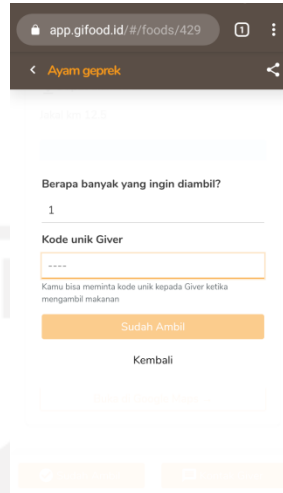 app.gifood.id/#/foods/429
1
Ayam geprek
Berapa banyak yang ingin diambil?
1
Kode unik Giver
----
Kamu bisa meminta kode unik kepada Giver ketika
mengambil makanan
Sudah Ambil
Kembali